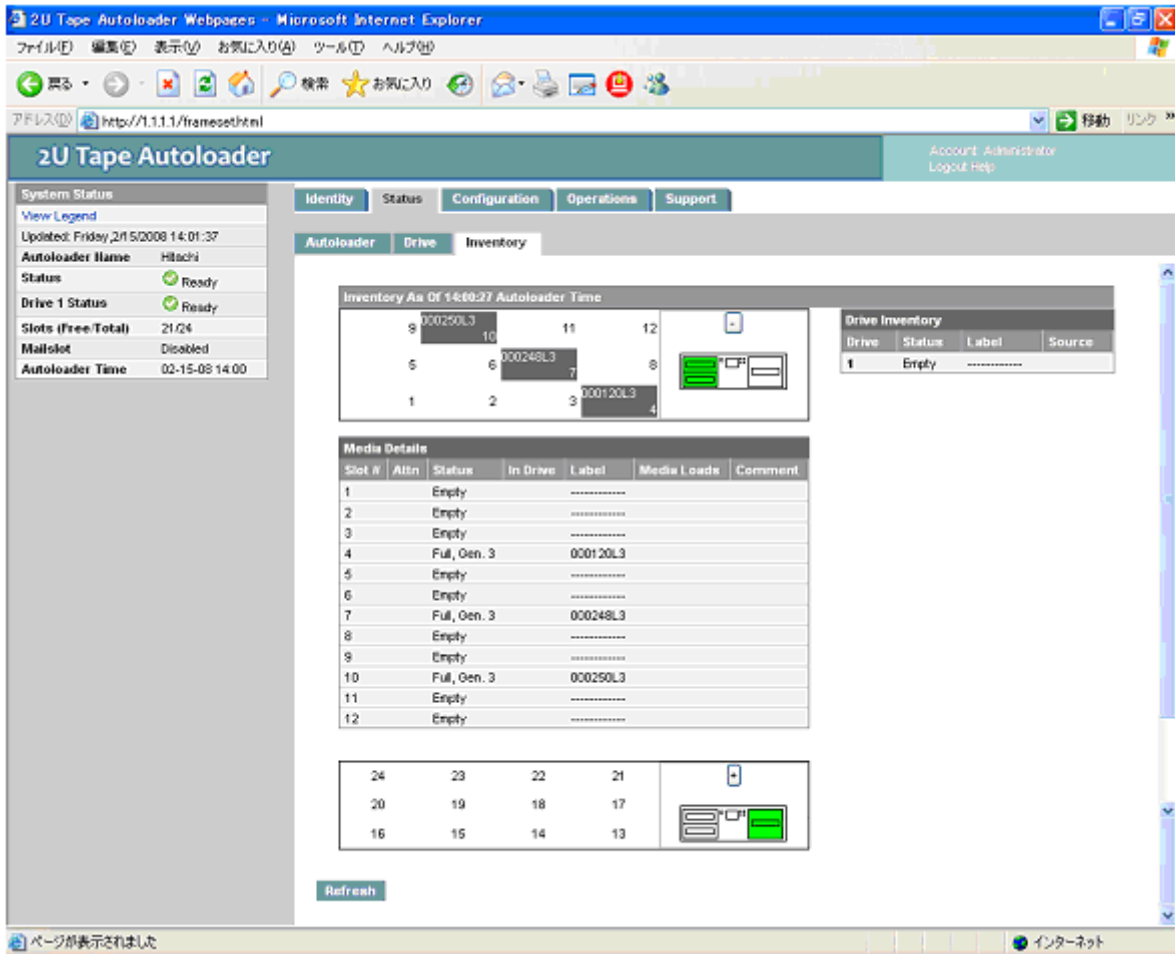 2U Tape Autoloader Webpages - Microsoft Internet Explorer
ファイル(F) 編集(E) 表示(V) お気に入り(A) ツール(T) ヘルプ(H)
戻る 検索 お気に入り
アドレス(D) http://1.1.1.1/frameset.html 移動 リンク »
2U Tape Autoloader
Account: Administrator
Logout Help
System Status
View Legend
Updated: Friday,2/15/2008 14:01:37
Autoloader Name Hitachi
Status Ready
Drive 1 Status Ready
Slots (Free/Total) 21/24
Mailslot Disabled
Autoloader Time 02-15-08 14:00
Identity Status Configuration Operations Support
Autoloader Drive Inventory
Inventory As Of 14:00:27 Autoloader Time
9 000250L3 10 11 12 -
5 6 000248L3 7 8
1 2 3 000120L3 4
Drive Inventory
Drive Status Label Source
1 Empty ------------
Media Details
Slot # Attn Status In Drive Label Media Loads Comment
1 Empty ------------
2 Empty ------------
3 Empty ------------
4 Full, Gen. 3 000120L3
5 Empty ------------
6 Empty ------------
7 Full, Gen. 3 000248L3
8 Empty ------------
9 Empty ------------
10 Full, Gen. 3 000250L3
11 Empty ------------
12 Empty ------------
24 23 22 21 +
20 19 18 17
16 15 14 13
Refresh
ページが表示されました インターネット